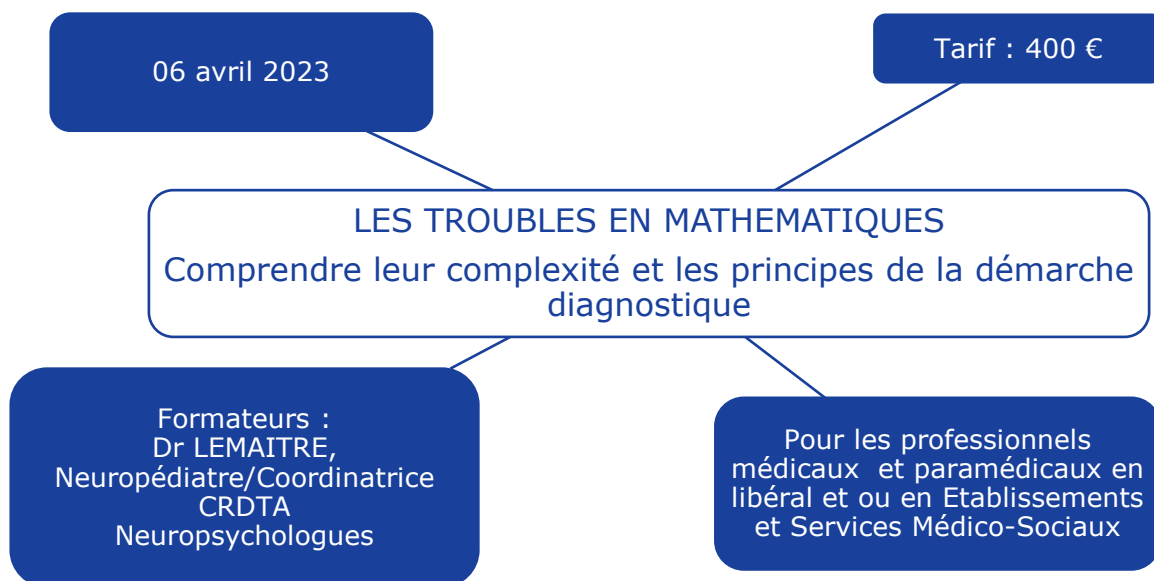 06 avril 2023
Tarif : 400 €
LES TROUBLES EN MATHEMATIQUES
Comprendre leur complexité et les principes de la démarche
diagnostique
Formateurs :
Dr LEMAITRE,
Neuropédiatre/Coordinatrice
CRDTA
Neuropsychologues
Pour les professionnels
médicaux  et paramédicaux en
libéral et ou en Etablissements
et Services Médico-Sociaux